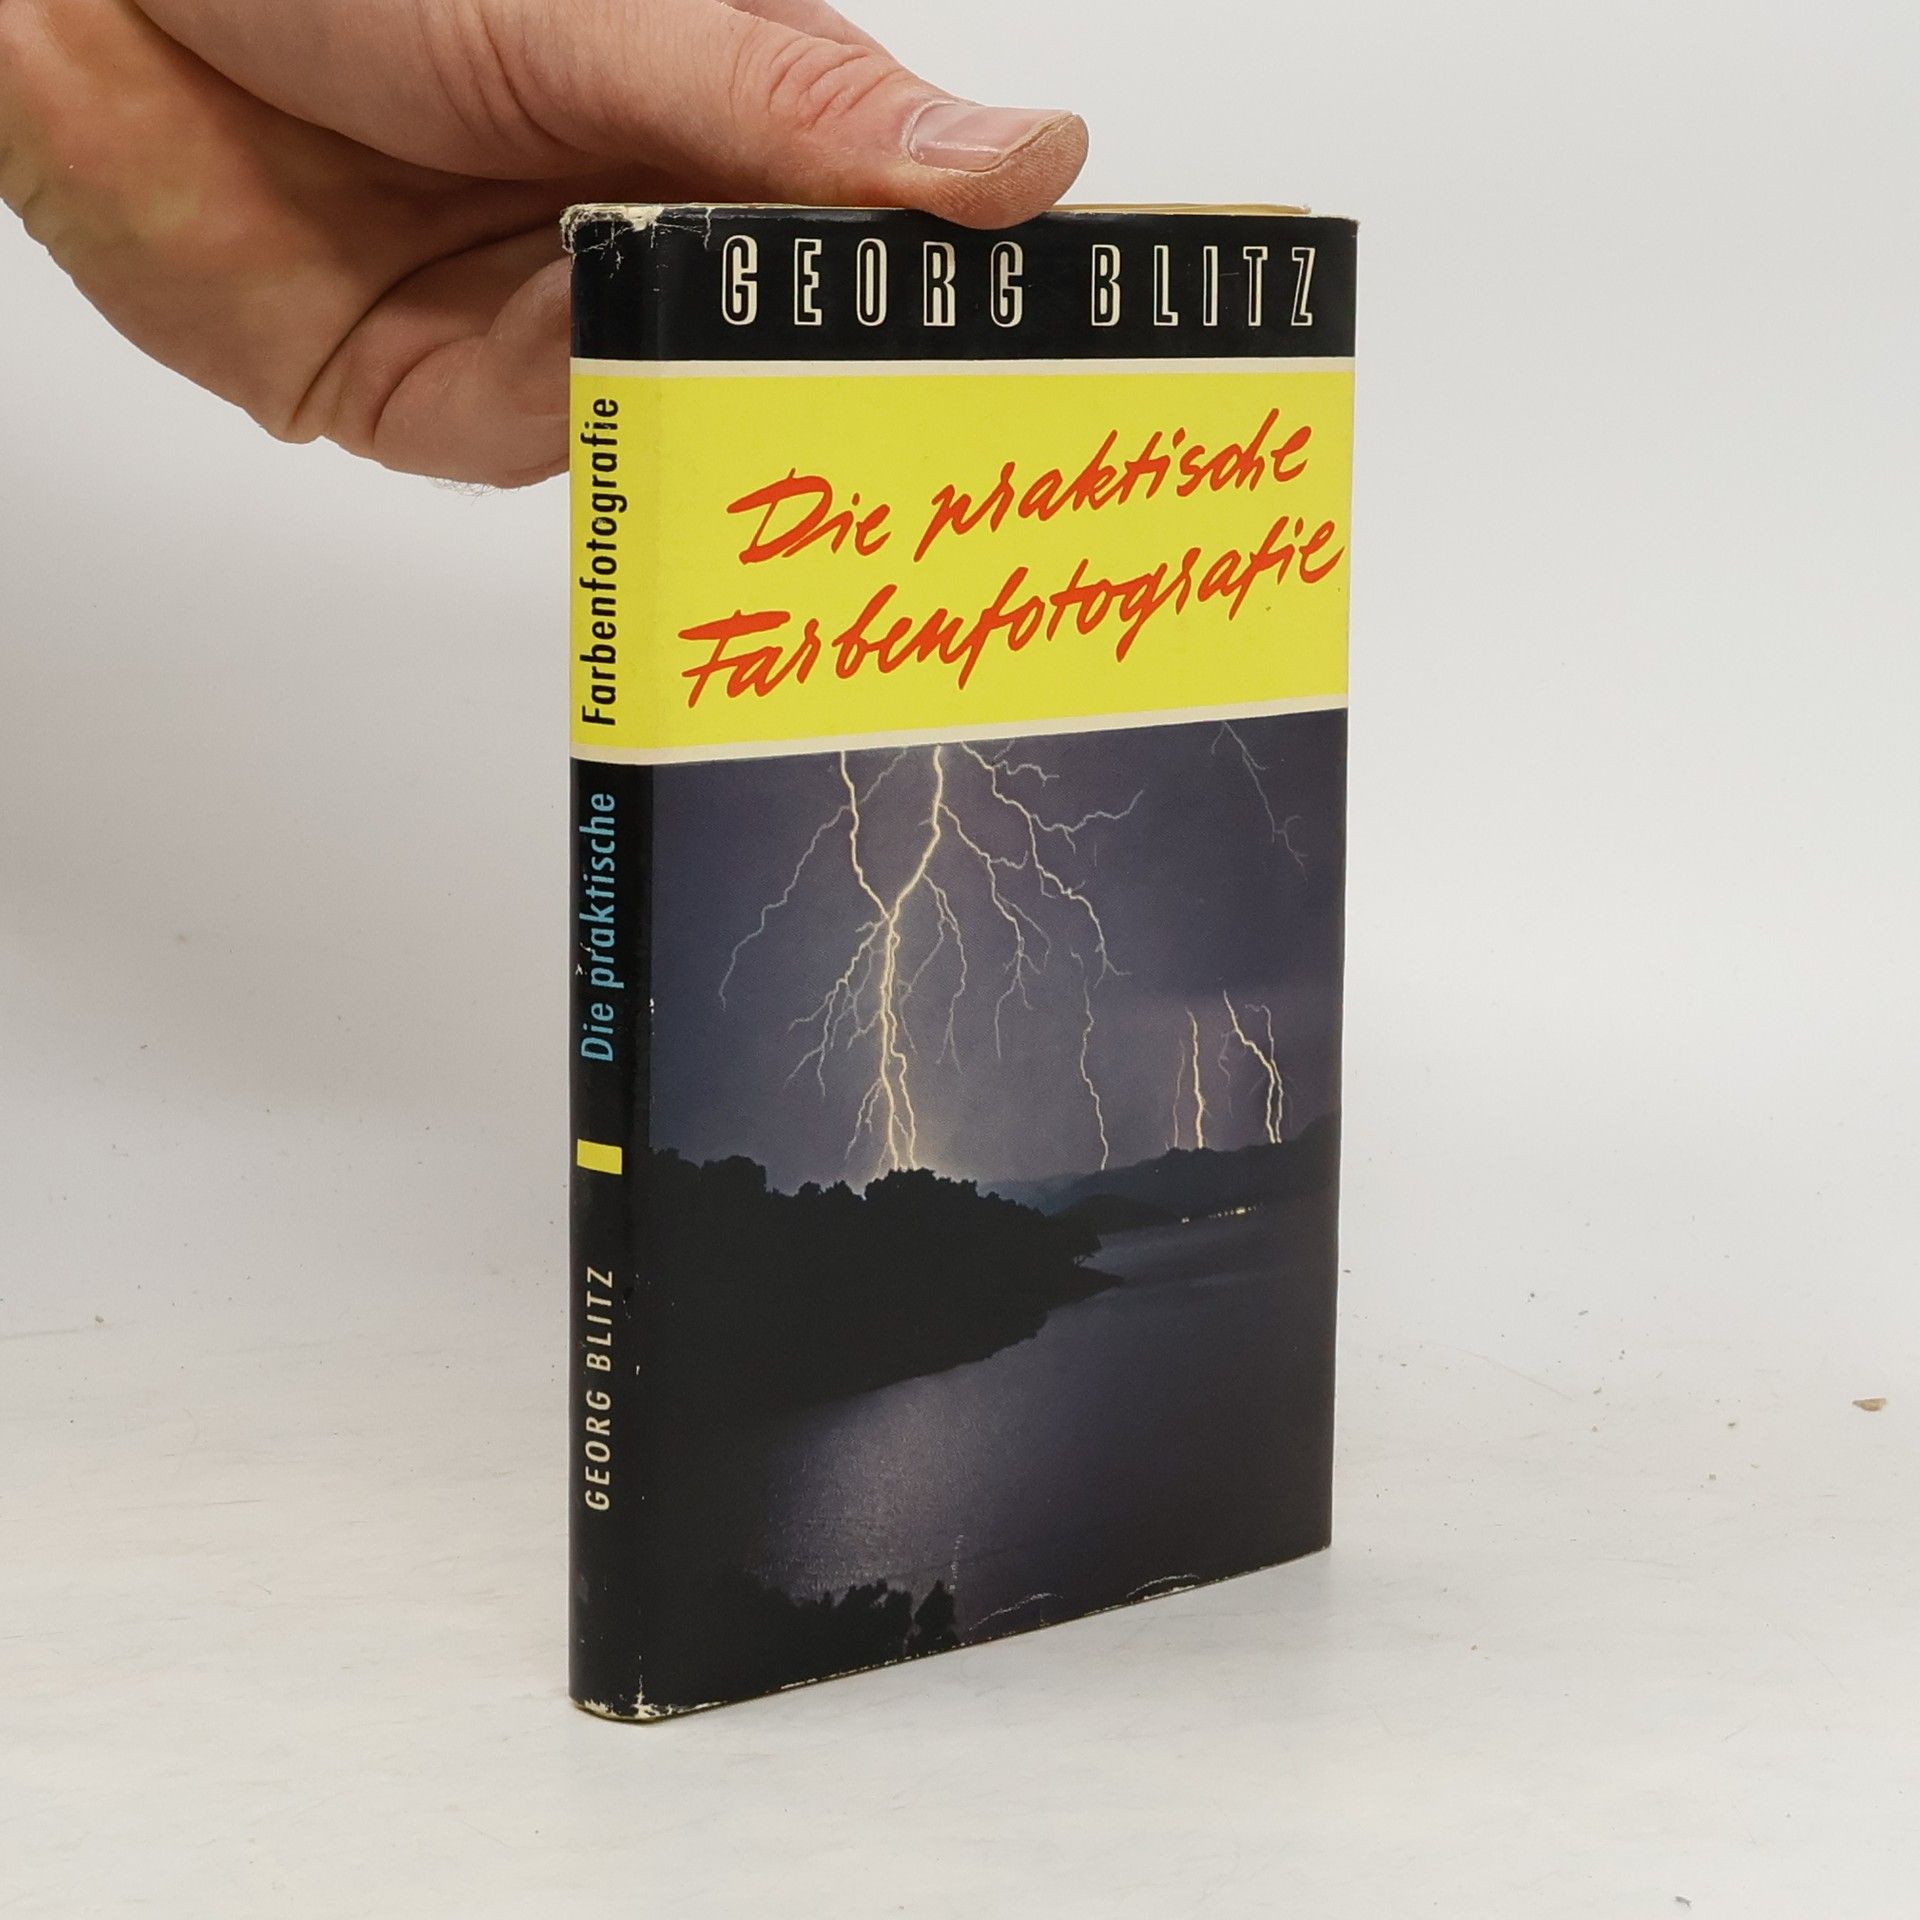 GEORG BLITZ
Die praktische
Farbenfotografie
GEORG BLITZ Die praktische Farbenfotografie